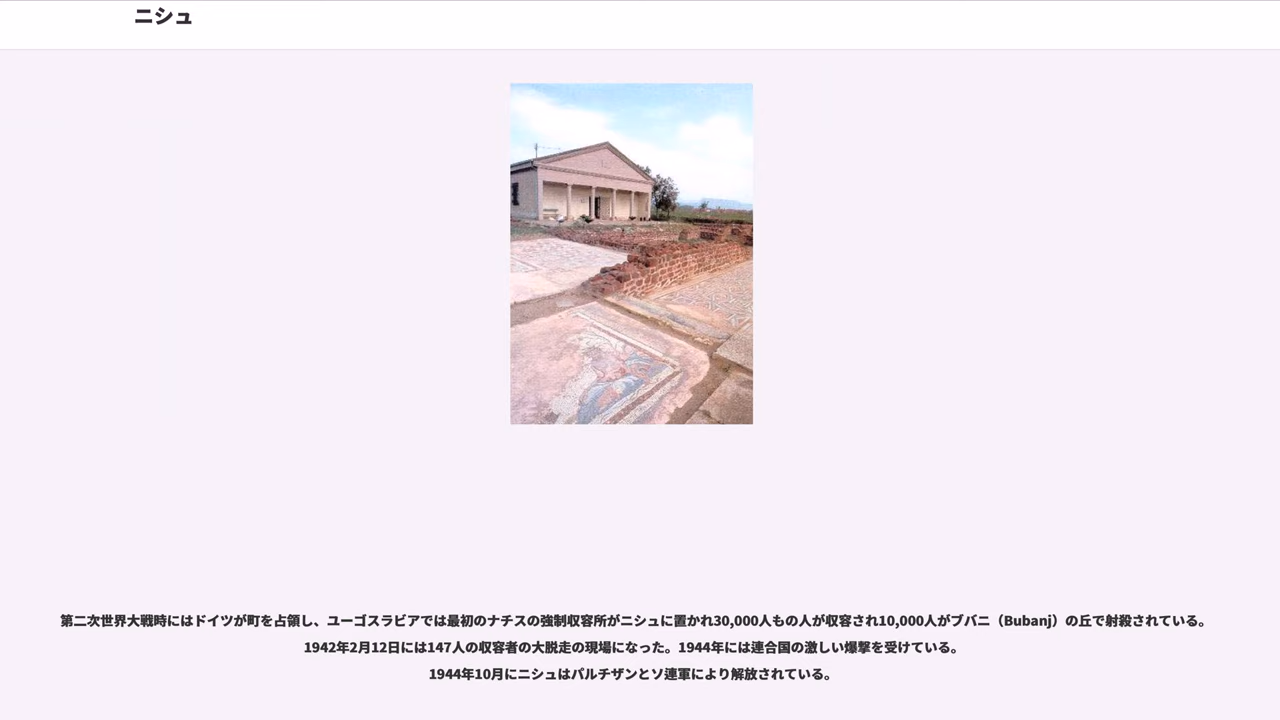 ニシュ
第二次世界大戦時にはドイツが町を占領し、ユーゴスラビアでは最初のナチスの強制収容所がニシュに置かれ30,000人もの人が収容され10,000人がブバニ（Bubanj）の丘で射殺されている。
1942年2月12日には147人の収容者の大脱走の現場になった。1944年には連合国の激しい爆撃を受けている。
1944年10月にニシュはパルチザンとソ連軍により解放されている。